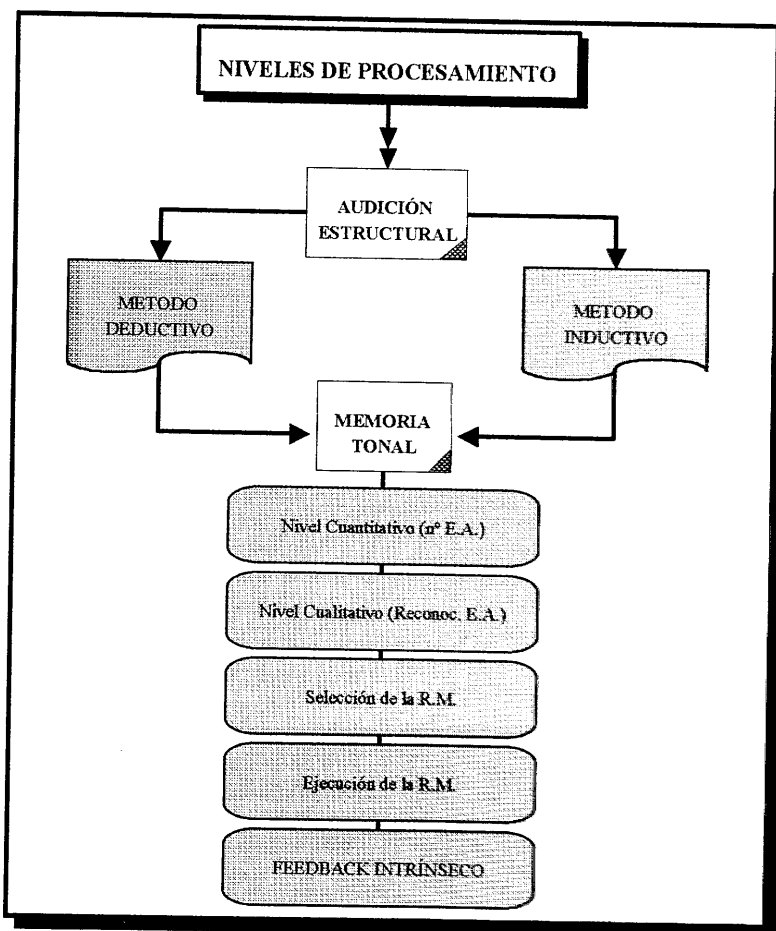 NIVELES DE PROCESAMIENTO
AUDICIÓN
ESTRUCTURAL
METODO
DEDUCTIVO
METODO
INDUCTIVO
MEMORIA
TONAL
Nivel Cuantitativo (nº E.A.)
Nivel Cualitativo (Reconoc. E.A.)
Selección de la R.M.
Ejecución de la R.M.
FEEDBACK INTRÍNSECO